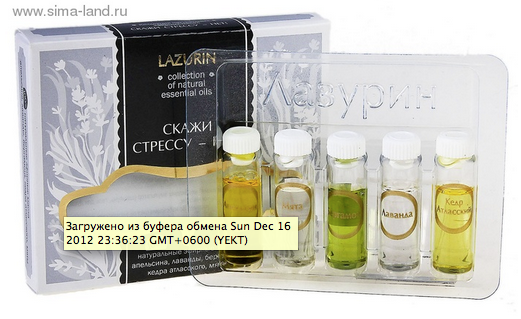 www.sima-land.ru
LAZURIN
collection
of natural
essential oils
СКАЖИ
СТРЕССУ –
Лазурин
Мята
Лаванда
Кедр
Атласский
Загружено из буфера обмена Sun Dec 16
2012 23:36:23 GMT+0600 (YEKT)
натуральные
апельсина, лаванды,
кедра атласского,